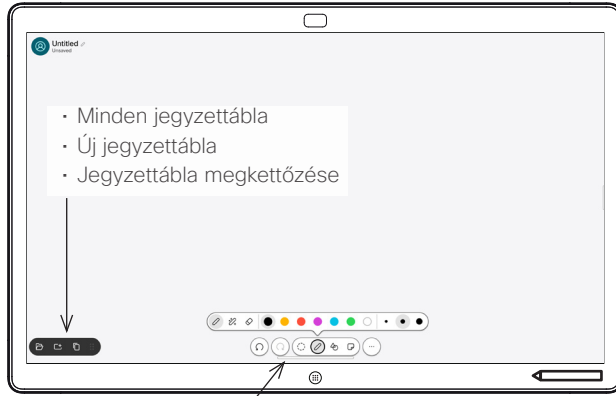 Untitled
Unsaved
· Minden jegyzettábla
· Új jegyzettábla
· Jegyzettábla megkettőzése